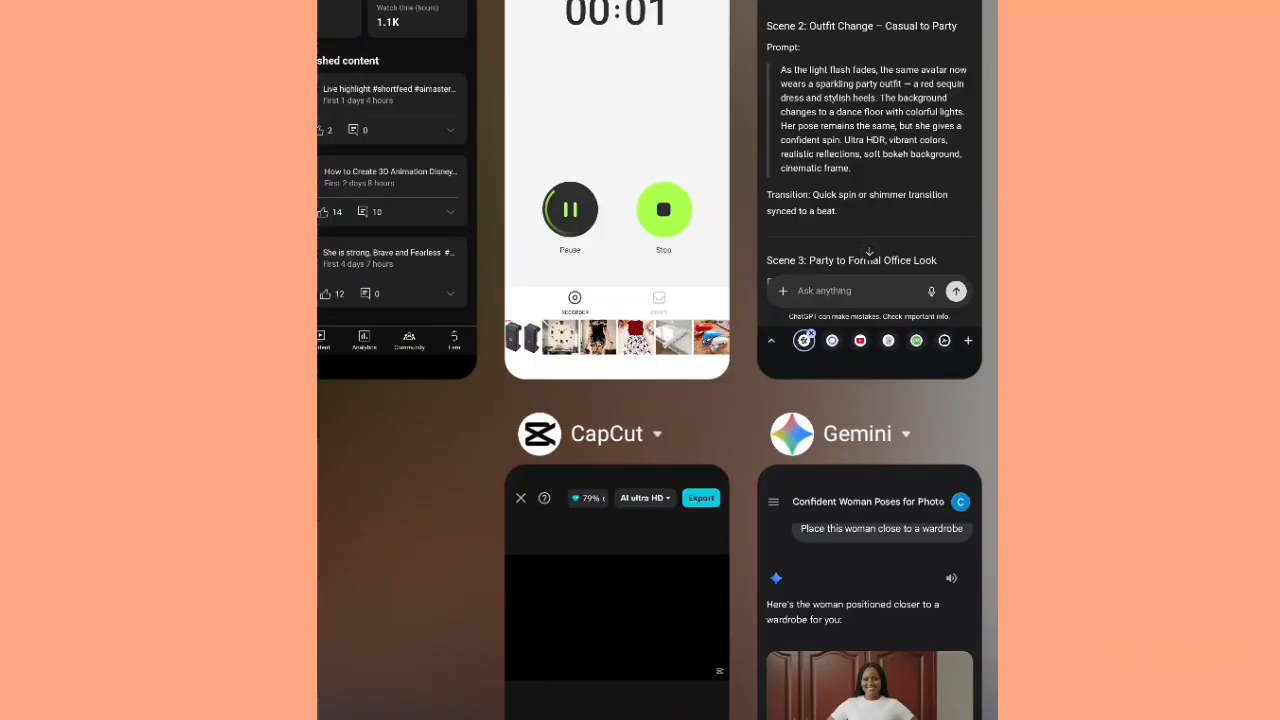 Watch time (hours)
1.1K
shed content
Live highlight #shortfeed #aimaster...
First 1 days 4 hours
2
0
How to Create 3D Animation Disney...
First 2 days 8 hours
14
10
She is strong, Brave and Fearless #...
First 4 days 7 hours
12
0
Analytics
Community
Earn
00:01
Pause
Stop
RECORDER
Scene 2: Outfit Change – Casual to Party
Prompt:
As the light flash fades, the same avatar now
wears a sparkling party outfit — a red sequin
dress and stylish heels. The background
changes to a dance floor with colorful lights.
Her pose remains the same, but she gives a
confident spin. Ultra HDR, vibrant colors,
realistic reflections, soft bokeh background,
cinematic frame.
Transition: Quick spin or shimmer transition
synced to a beat.
Scene 3: Party to Formal Office Look
Ask anything
ChatGPT can make mistakes. Check important info.
CapCut
Gemini
79%
AI ultra HD
Export
Confident Woman Poses for Photo
C
Place this woman close to a wardrobe
Here's the woman positioned closer to a
wardrobe for you: